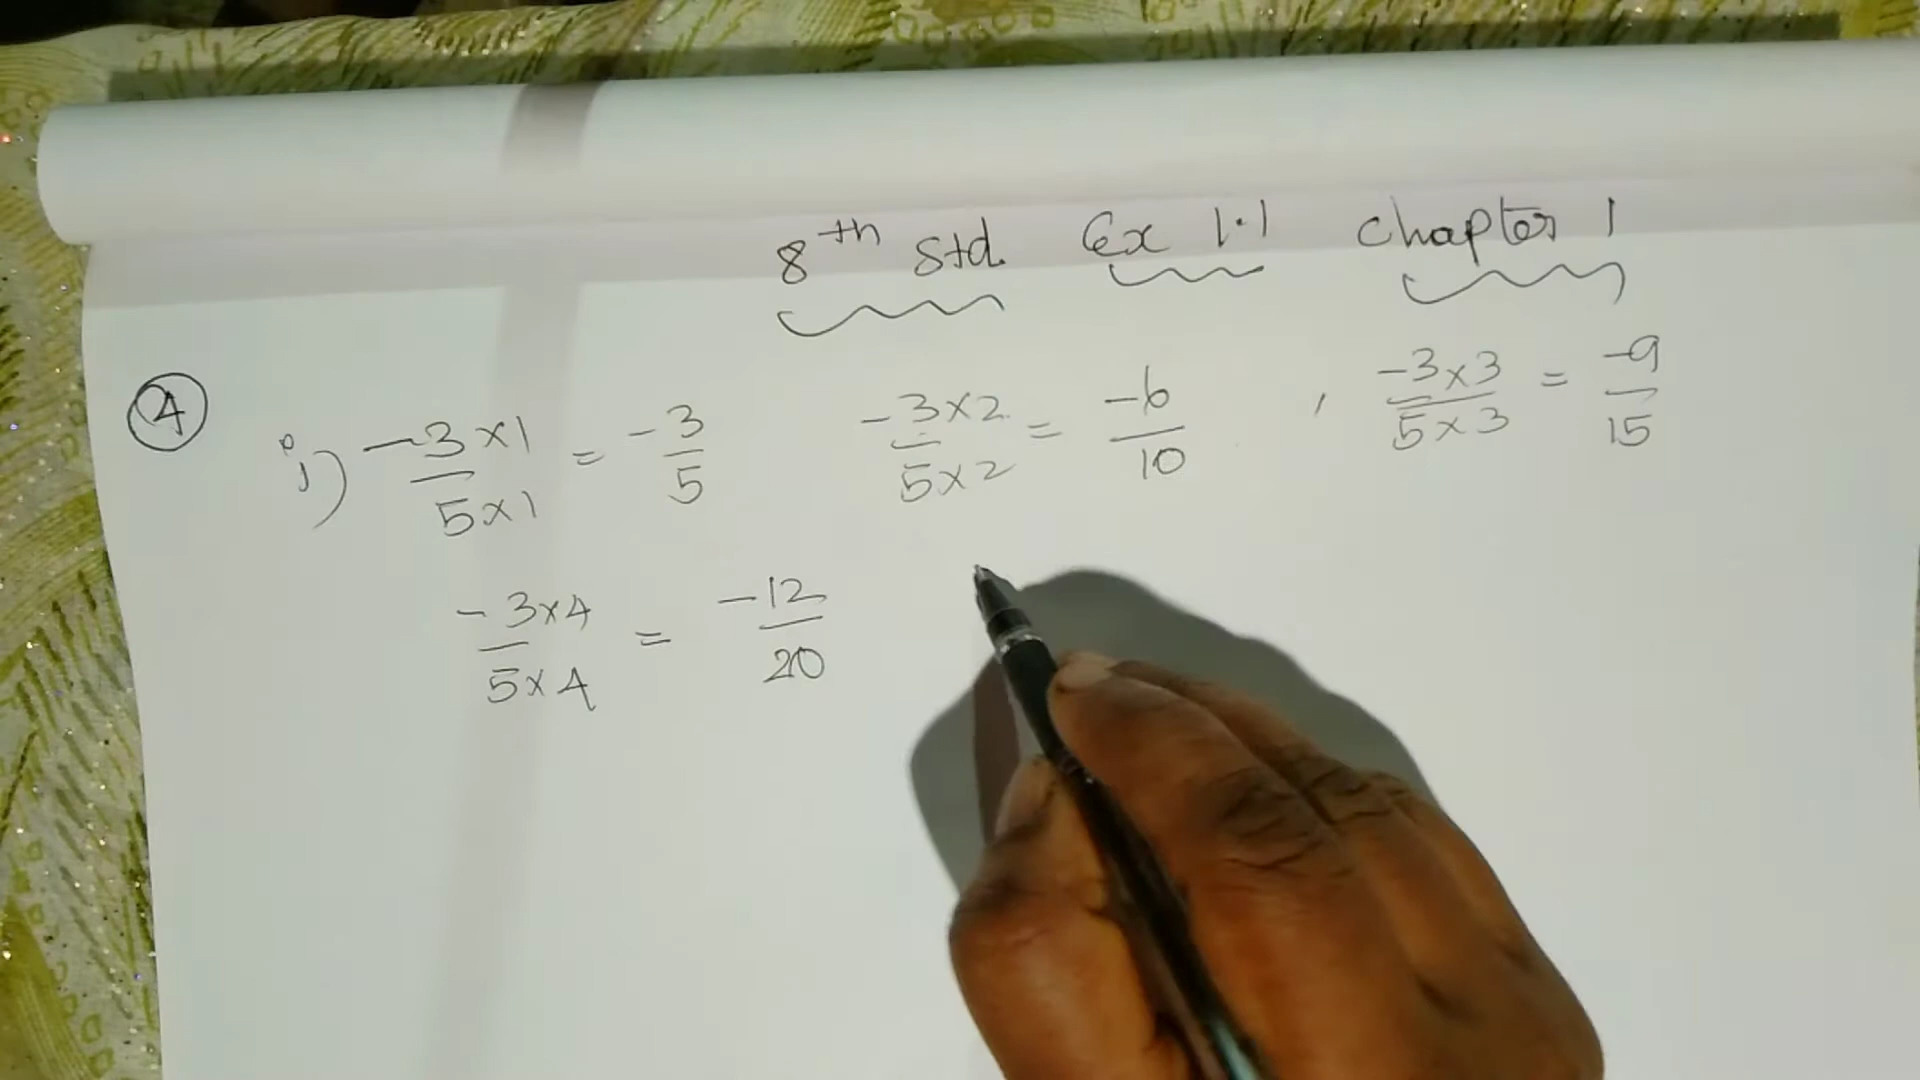 8th std. Ex 1.1 Chapter 1
4
i) -3×1/5×1 = -3/5 -3×2/5×2 = -6/10 , -3×3/5×3 = -9/15
-3×4/5×4 = -12/20